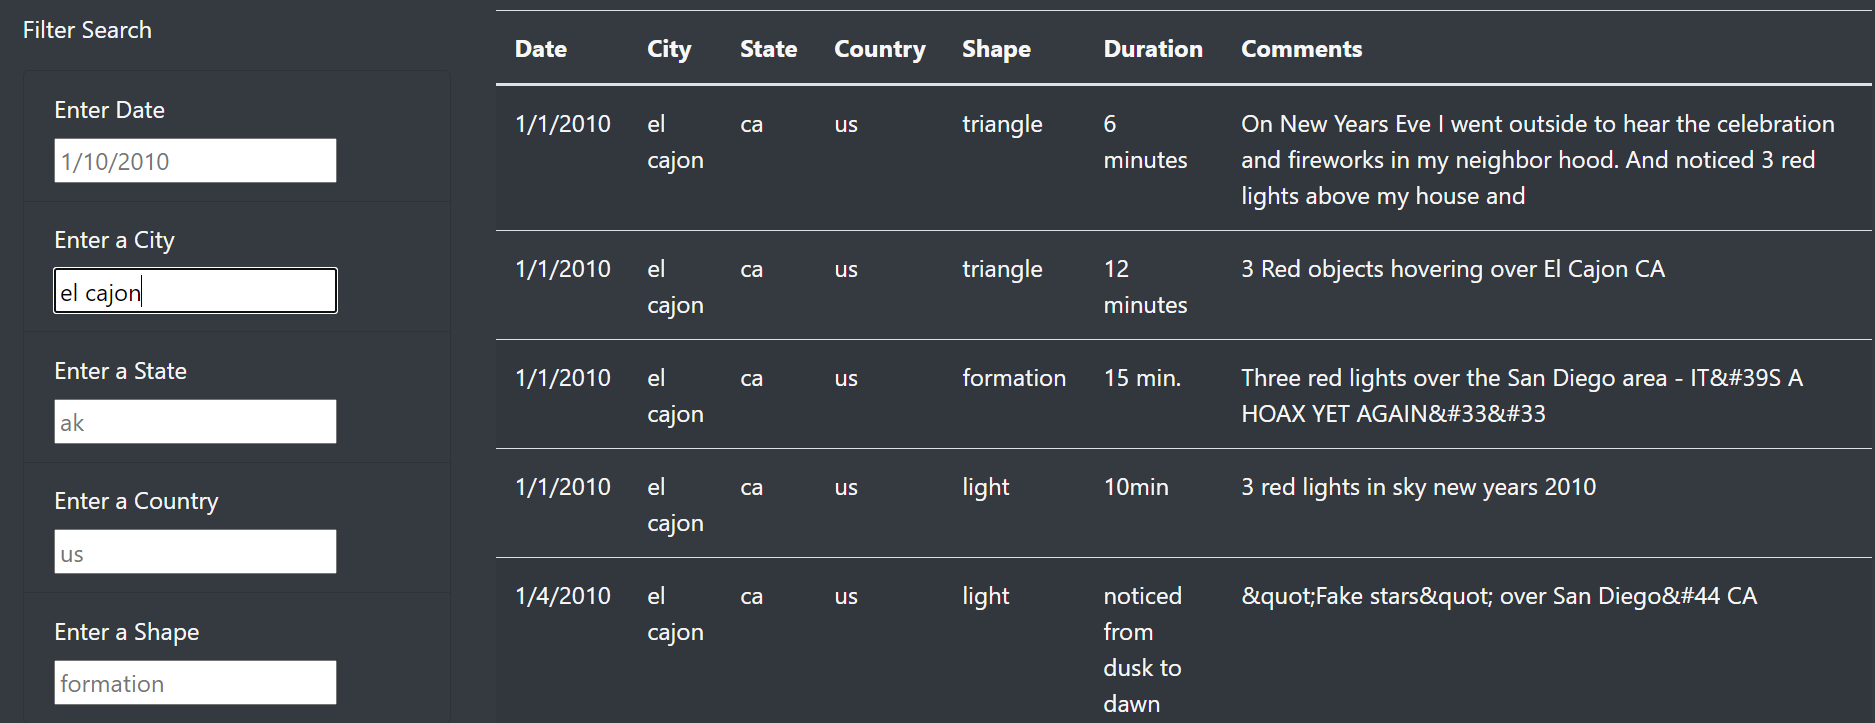 Filter Search
Enter Date
1/10/2010
Enter a City
el cajon
Enter a State
ak
Enter a Country
us
Enter a Shape
formation
Date City State Country Shape Duration Comments
1/1/2010 el ca us triangle 6 On New Years Eve I went outside to hear the celebration
cajon minutes and fireworks in my neighbor hood. And noticed 3 red
lights above my house and
1/1/2010 el ca us triangle 12 3 Red objects hovering over El Cajon CA
cajon minutes
1/1/2010 el ca us formation 15 min. Three red lights over the San Diego area - IT&#39S A
cajon HOAX YET AGAIN&#33&#33
1/1/2010 el ca us light 10min 3 red lights in sky new years 2010
cajon
1/4/2010 el ca us light noticed &quot;Fake stars&quot; over San Diego&#44 CA
cajon from
dusk to
dawn